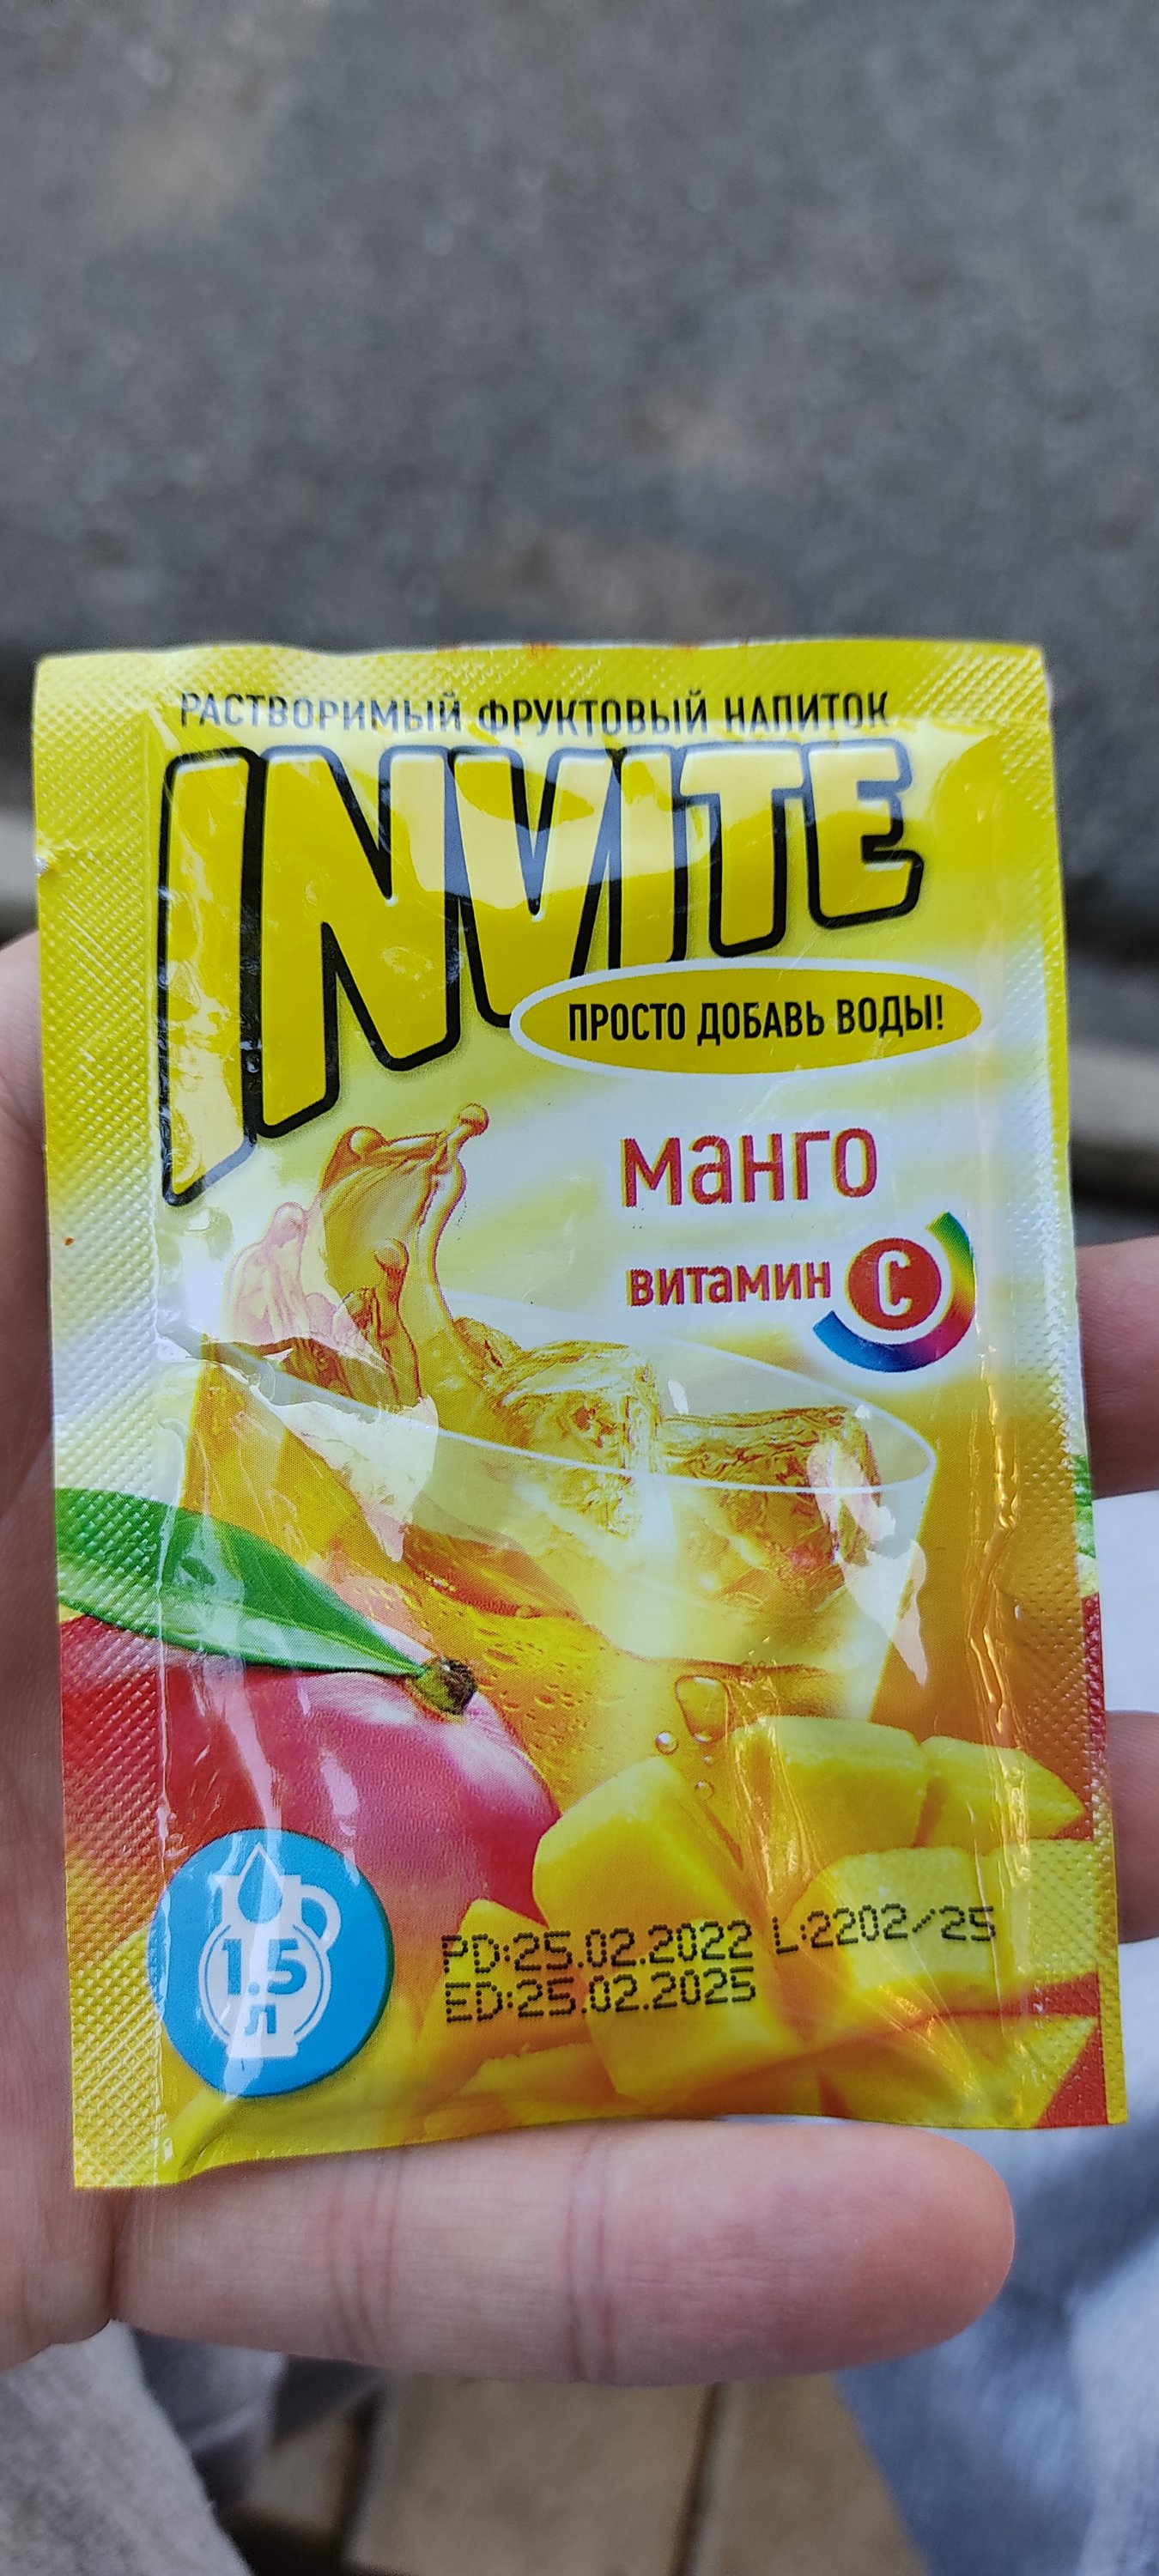 РАСТВОРИМЫЙ ФРУКТОВЫЙ НАПИТОК
INVITE
ПРОСТО ДОБАВЬ ВОДЫ!
манго
витамин C
1.5
л
PD:25.02.2022 L:2202/25
ED:25.02.2025